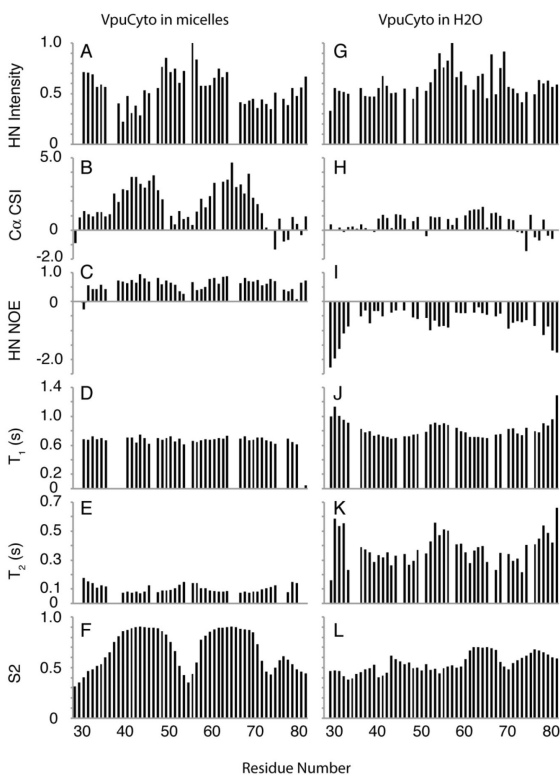 VpuCyto in micelles
VpuCyto in H2O
HN Intensity
1.0
0.5
0
A
G
Cα CSI
5.0
0
-2.0
B
H
HN NOE
1.0
0
-2.0
C
I
T1 (s)
1.4
1.0
0.6
0.2
0
D
J
T2 (s)
0.7
0.5
0.3
0.1
0
E
K
S2
1.0
0.5
0
F
L
30 40 50 60 70 80
30 40 50 60 70 80
Residue Number